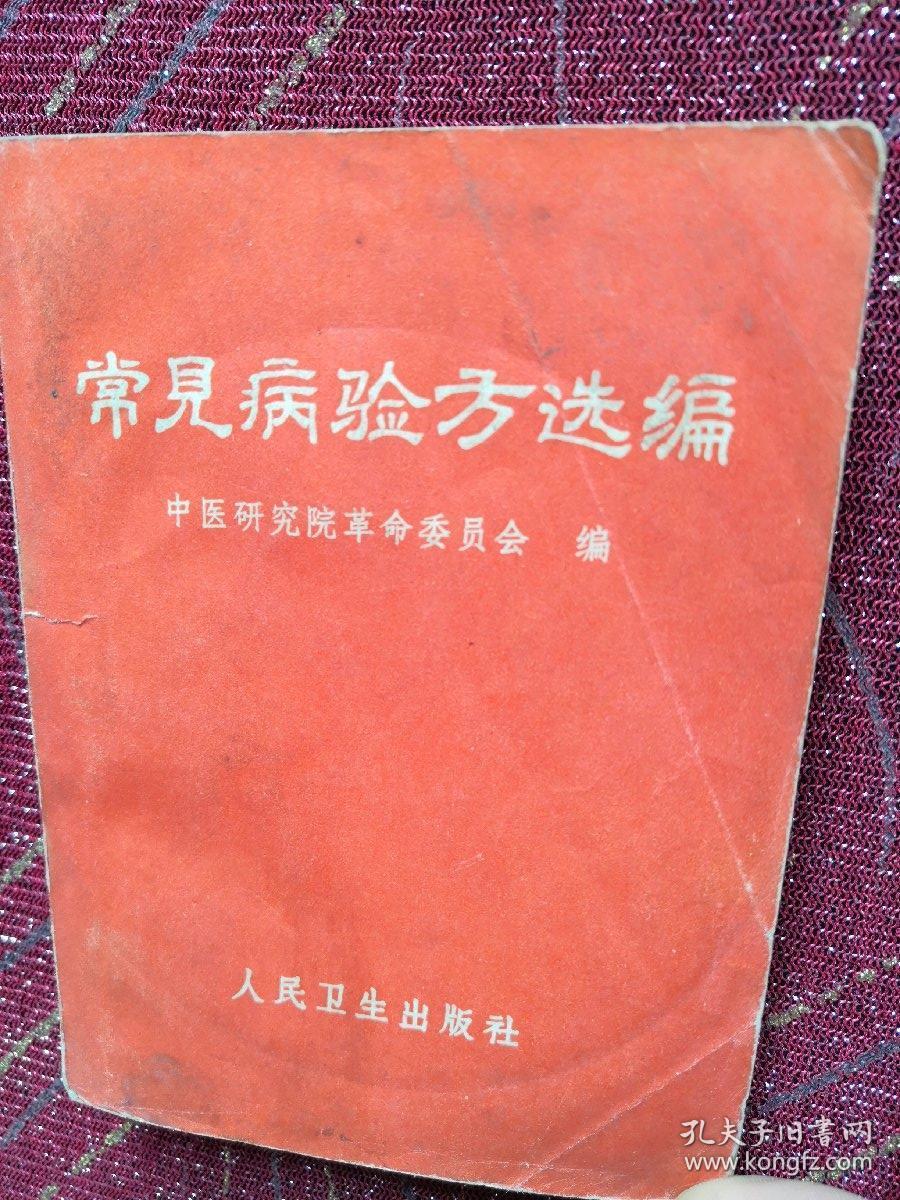 常見病验方选编
中医研究院革命委员会 编
人民卫生出版社
孔夫子旧書网
www.kongfz.com